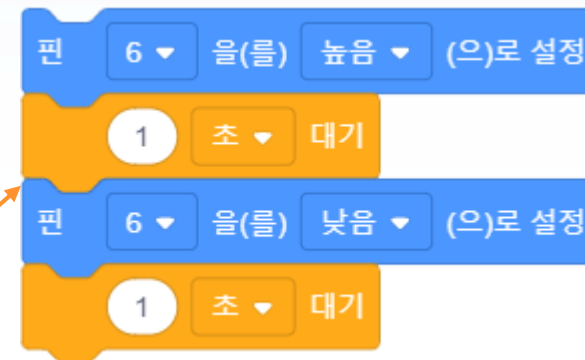 핀 6 을(를) 높음 (으)로 설정
1 초 대기
핀 6 을(를) 낮음 (으)로 설정
1 초 대기